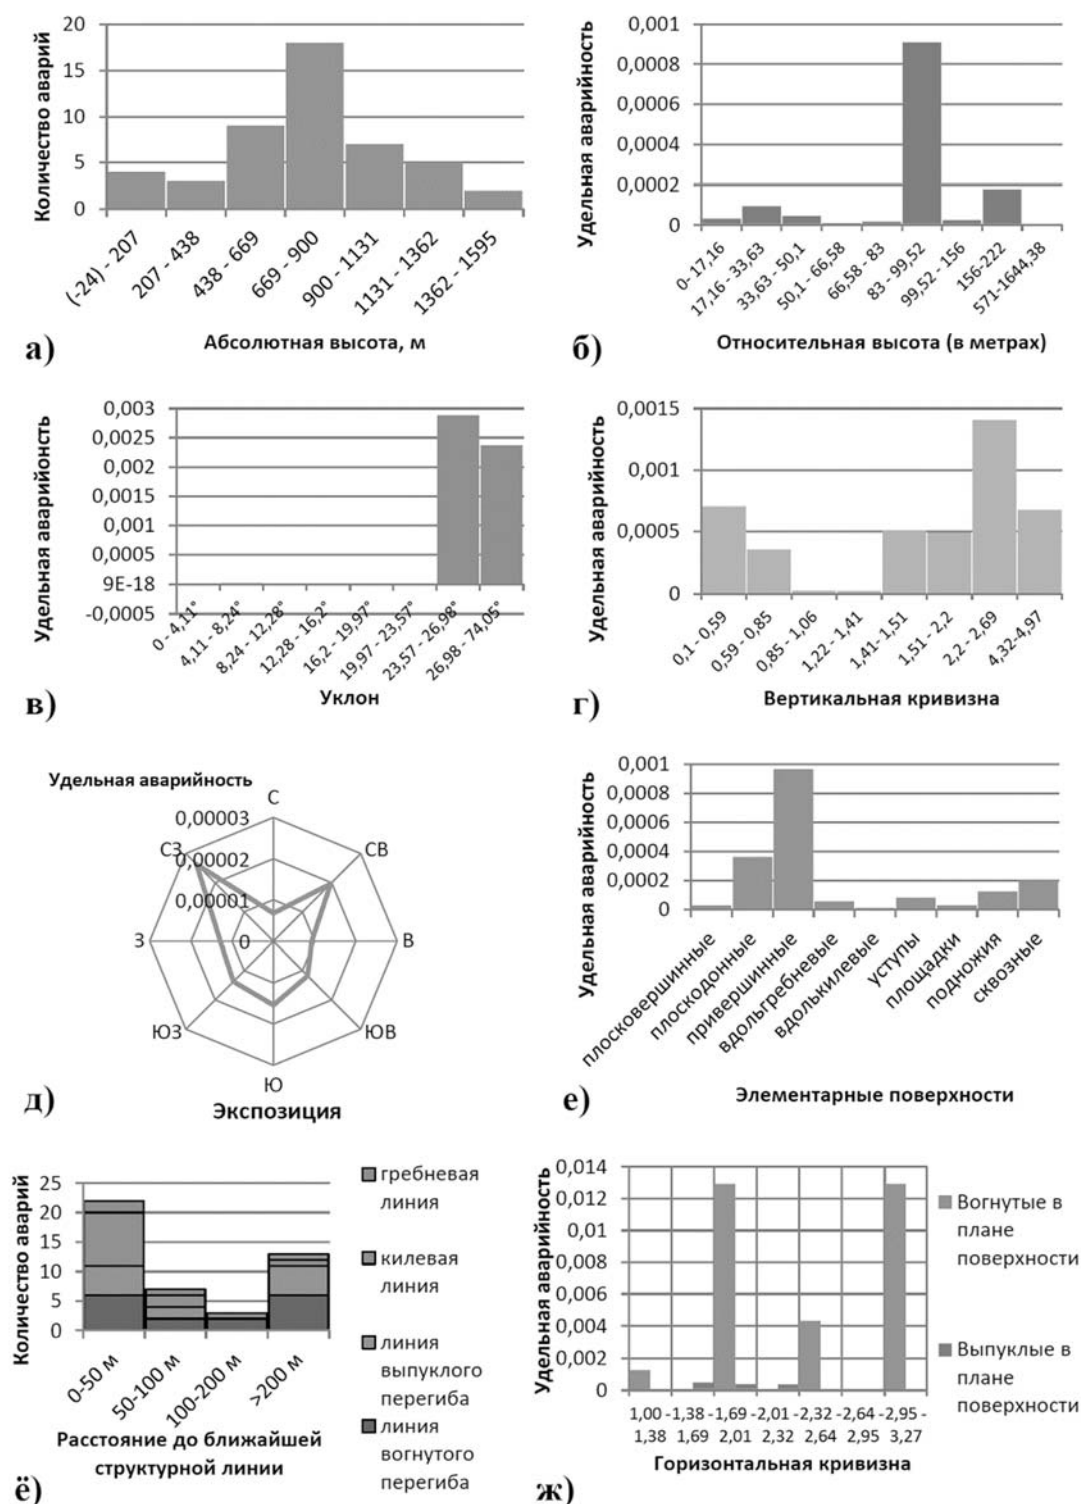 Количество аварий
20
15
10
5
0
(-24) - 207
207 - 438
438 - 669
669 - 900
900 - 1131
1131 - 1362
1362 - 1595
Абсолютная высота, м
а)
Удельная аварийность
0,001
0,0008
0,0006
0,0004
0,0002
0
0- 17,16
17,16 - 33,63
33,63 - 50,1
50,1 - 66,58
66,58 - 83
83 - 99,52
99,52 - 156
156-222
571-1644,38
Относительная высота (в метрах)
б)
Удельная аварийонсть
0,003
0,0025
0,002
0,0015
0,001
0,0005
9E-18
-0,0005
0 - 4,11°
4,11 - 8,24°
8,24 - 12,28°
12,28 - 16,2°
16,2 - 19,97°
19,97 - 23,57°
23,57 - 26,98°
26,98 -74,05°
Уклон
в)
Удельная аварийность
0,0015
0,001
0,0005
0
0,1 - 0,59
0,59 - 0,85
0,85 - 1,06
1,22 - 1,41
1,41- 1,51
1,51 - 2,2
2,2 - 2,69
4,32-4,97
Вертикальная кривизна
г)
Удельная аварийность
С
СВ
В
ЮВ
Ю
ЮЗ
З
СЗ
0,00003
0,00002
0,00001
0
Экспозиция
д)
Удельная аварийность
0,001
0,0008
0,0006
0,0004
0,0002
0
плосковершинные
плоскодонные
привершинные
вдольгребневые
вдолькилевые
уступы
площадки
подножия
сквозные
Элементарные поверхности
е)
Количество аварий
25
20
15
10
5
0
0-50 м
50-100 м
100-200 м
>200 м
Расстояние до ближайшей
структурной линии
гребневая
линия
килевая
линия
линия
выпуклого
перегиба
линия
вогнутого
перегиба
ё)
Удельная аварийность
0,014
0,012
0,01
0,008
0,006
0,004
0,002
0
1,00 -1,38 -1,69 -2,01 -2,32 -2,64 -2,95 -
1,38 1,69 2,01 2,32 2,64 2,95 3,27
Горизонтальная кривизна
Вогнутые в
плане
поверхности
Выпуклые в
плане
поверхности
ж)